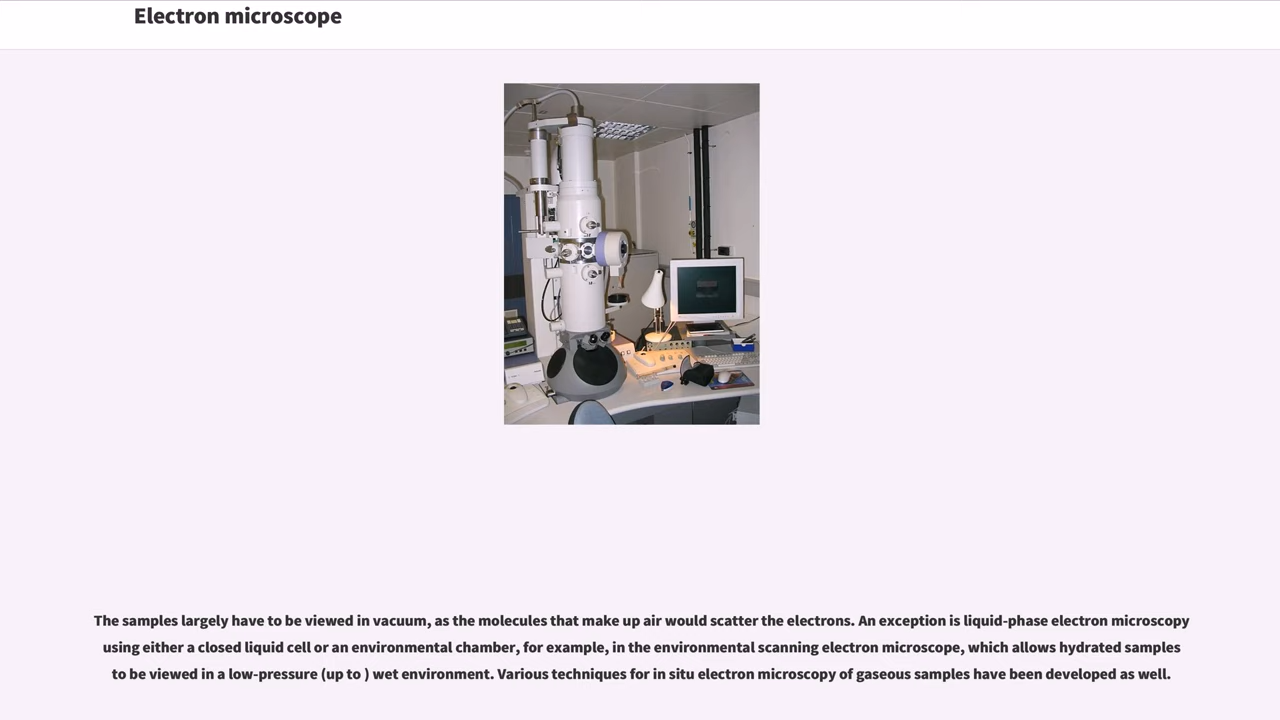 Electron microscope
The samples largely have to be viewed in vacuum, as the molecules that make up air would scatter the electrons. An exception is liquid-phase electron microscopy
using either a closed liquid cell or an environmental chamber, for example, in the environmental scanning electron microscope, which allows hydrated samples
to be viewed in a low-pressure (up to ) wet environment. Various techniques for in situ electron microscopy of gaseous samples have been developed as well.